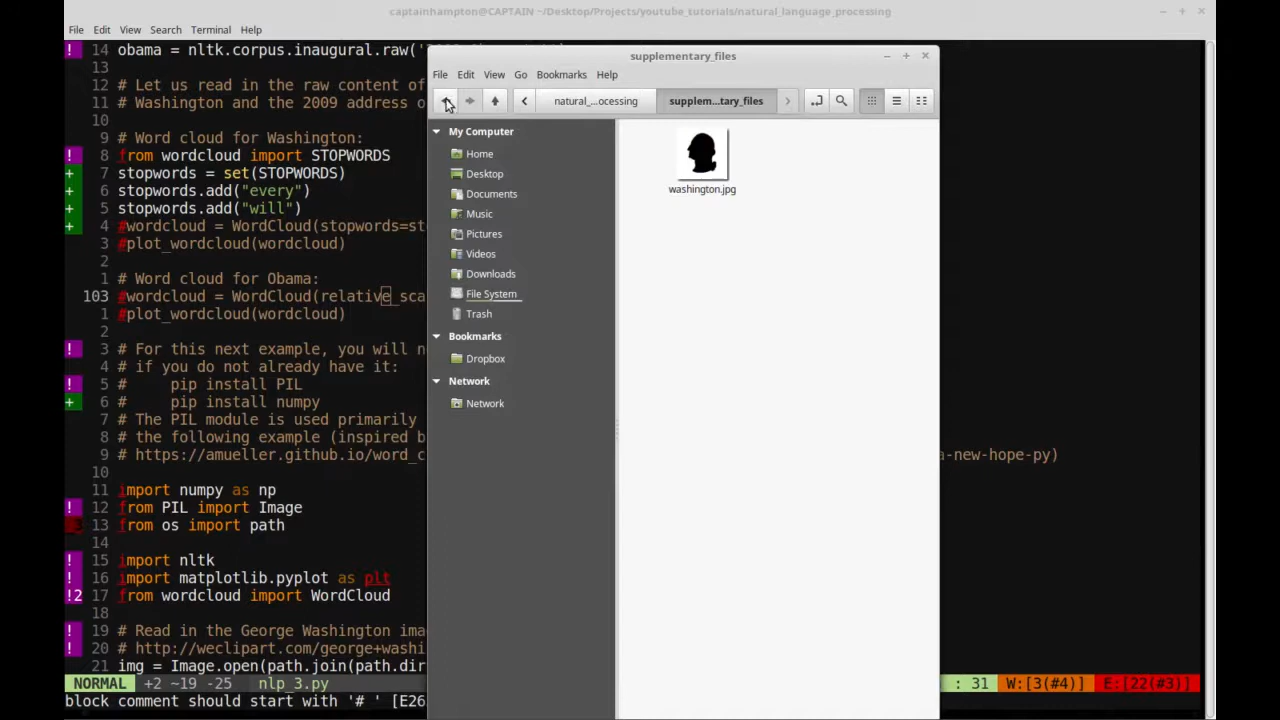 captainhampton@CAPTAIN ~/Desktop/Projects/youtube_tutorials/natural_language_processing
File Edit View Search Terminal Help
! 14 obama = nltk.corpus.inaugural.raw('
13
12 # Let us read in the raw content of
11 # Washington and the 2009 address o
10
9 # Word cloud for Washington:
! 8 from wordcloud import STOPWORDS
+ 7 stopwords = set(STOPWORDS)
+ 6 stopwords.add("every")
+ 5 stopwords.add("will")
+ 4 #wordcloud = WordCloud(stopwords=st
3 #plot_wordcloud(wordcloud)
2
1 # Word cloud for Obama:
103 #wordcloud = WordCloud(relative_sca
1 #plot_wordcloud(wordcloud)
2
! 3 # For this next example, you will n
4 # if you do not already have it:
! 5 # pip install PIL
+ 6 # pip install numpy
7 # The PIL module is used primarily
8 # the following example (inspired b
9 # https://amueller.github.io/word_c
a-new-hope-py)
10
11 import numpy as np
! 12 from PIL import Image
13 from os import path
14
! 15 import nltk
! 16 import matplotlib.pyplot as plt
!2 17 from wordcloud import WordCloud
18
! 19 # Read in the George Washington ima
! 20 # http://weclipart.com/george+washi
21 img = Image.open(path.join(path.dir
NORMAL +2 ~19 -25 nlp_3.py : 31 W:[3(#4)] E:[22(#3)]
block comment should start with '# ' [E26
supplementary_files
File Edit View Go Bookmarks Help
natural_...ocessing supplem...tary_files
My Computer
Home
Desktop
Documents
Music
Pictures
Videos
Downloads
File System
Trash
Bookmarks
Dropbox
Network
Network
washington.jpg